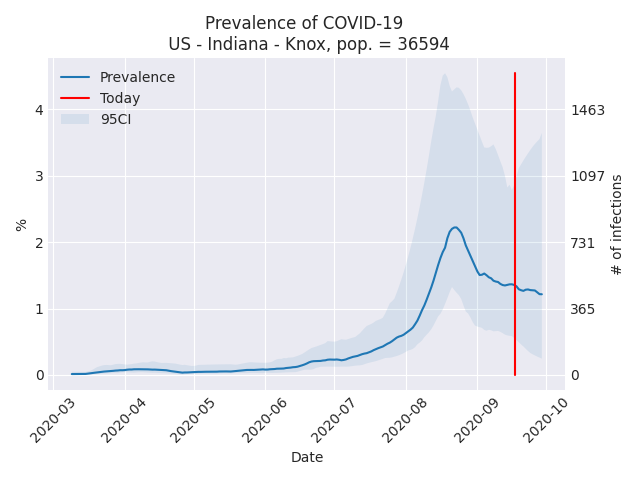 Prevalence of COVID-19
US - Indiana - Knox, pop. = 36594
Prevalence
Today
95CI
4
3
2
1
0
%
1463
1097
731
365
0
# of infections
2020-03
2020-04
2020-05
2020-06
2020-07
2020-08
2020-09
2020-10
Date